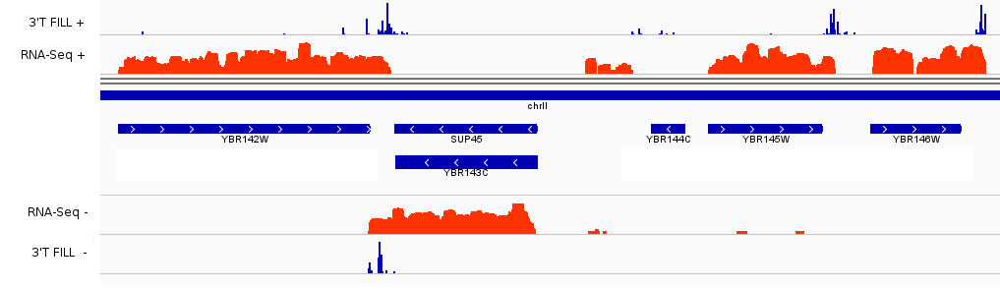 3'T FILL +
RNA-Seq +
chrII
YBR142W SUP45 YBR144C YBR145W YBR146W
YBR143C
RNA-Seq -
3'T FILL -